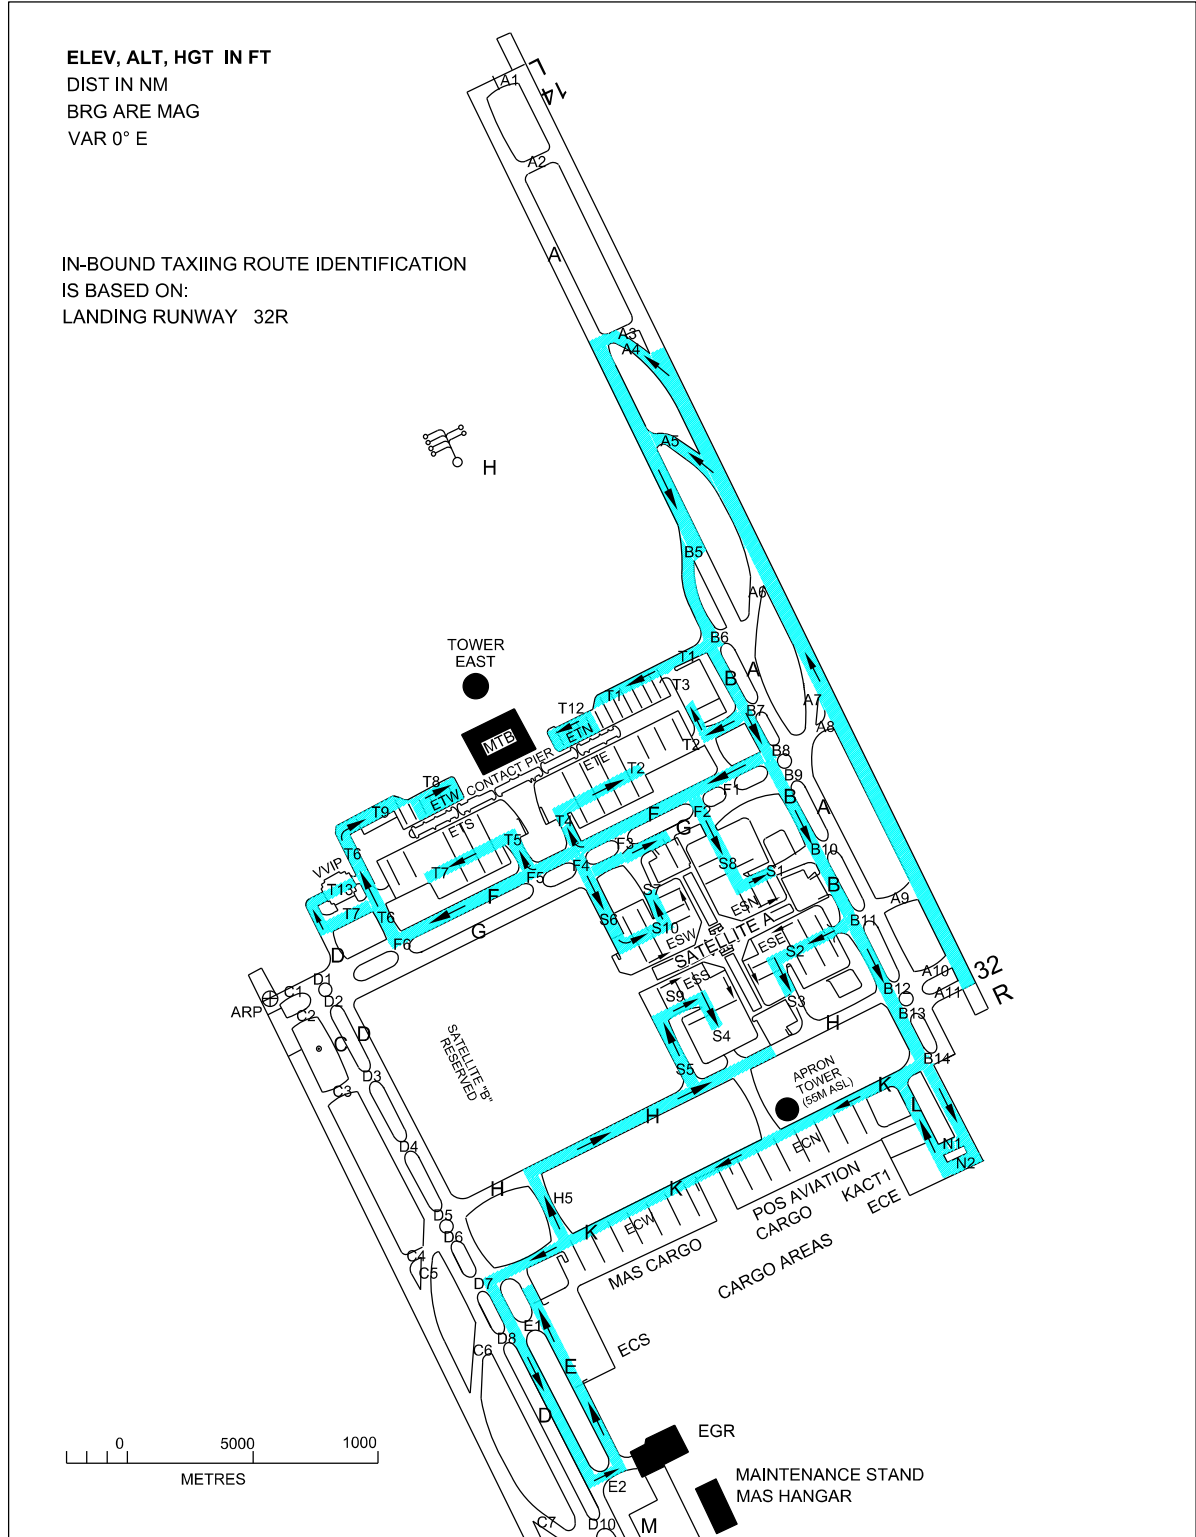 ELEV, ALT, HGT IN FT
DIST IN NM
BRG ARE MAG
VAR 0° E
IN-BOUND TAXIING ROUTE IDENTIFICATION
IS BASED ON:
LANDING RUNWAY 32R
14
L
A1
A2
A
A3
A4
A5
H
B5
A6
B6
TOWER
EAST
T1
T3
B
A
T1
T12
ETN
B7
A7
A8
T2
MTB
CONTACT PIER
ETE
B8
T2
B9
T8
ETW
F1
B
A
T9
ETS
F
F2
T4
G
T5
F3
B10
T6
F4
S8
S1
VVIP
T7
F5
B
T13
S7
ESN
A9
F
T7
T6
S6
S10
B11
G
ESW
SATELLITE A
ESE
F6
S2
D
ESS
32
R
A10
D1
C1
S9
S3
B12
A11
ARP
D2
B13
C2
S4
H
C
D
SATELLITE "B"
RESERVED
B14
S5
APRON
TOWER
(55M ASL)
K
D3
C3
L
H
ECN
N1
D4
N2
H
K
H5
POS AVIATION
CARGO
KACT1
ECE
D5
ECW
D6
K
C4
MAS CARGO
CARGO AREAS
C5
D7
E1
D8
ECS
C6
E
D
EGR
0
5000
1000
METRES
E2
MAINTENANCE STAND
MAS HANGAR
C7
D10
M